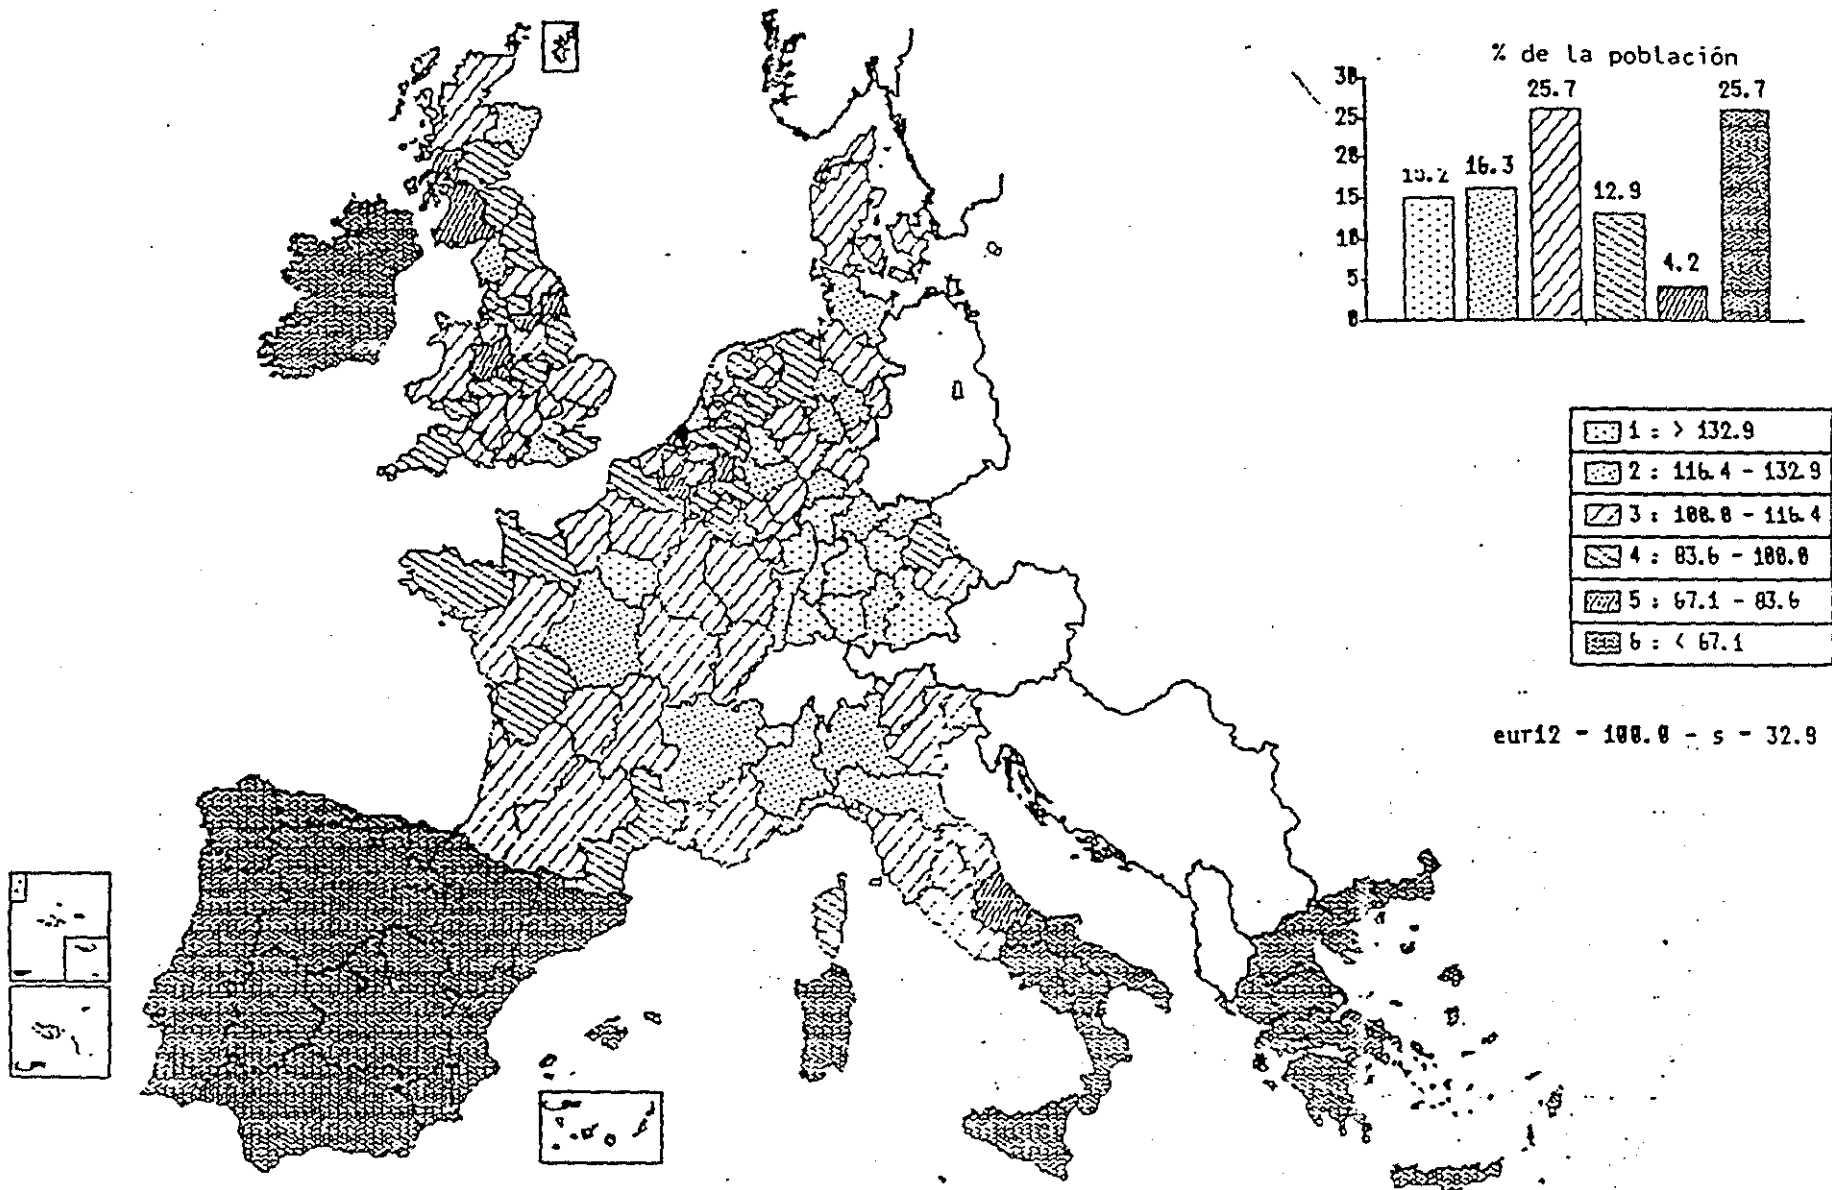 % de la población
30
25.7
25.7
25
20
16.3
15.2
15
12.9
10
5
4.2
0
1 : > 132.9
2 : 116.4 - 132.9
3 : 100.0 - 116.4
4 : 83.6 - 100.0
5 : 67.1 - 83.6
6 : < 67.1
eur12 - 100.0 - s - 32.9